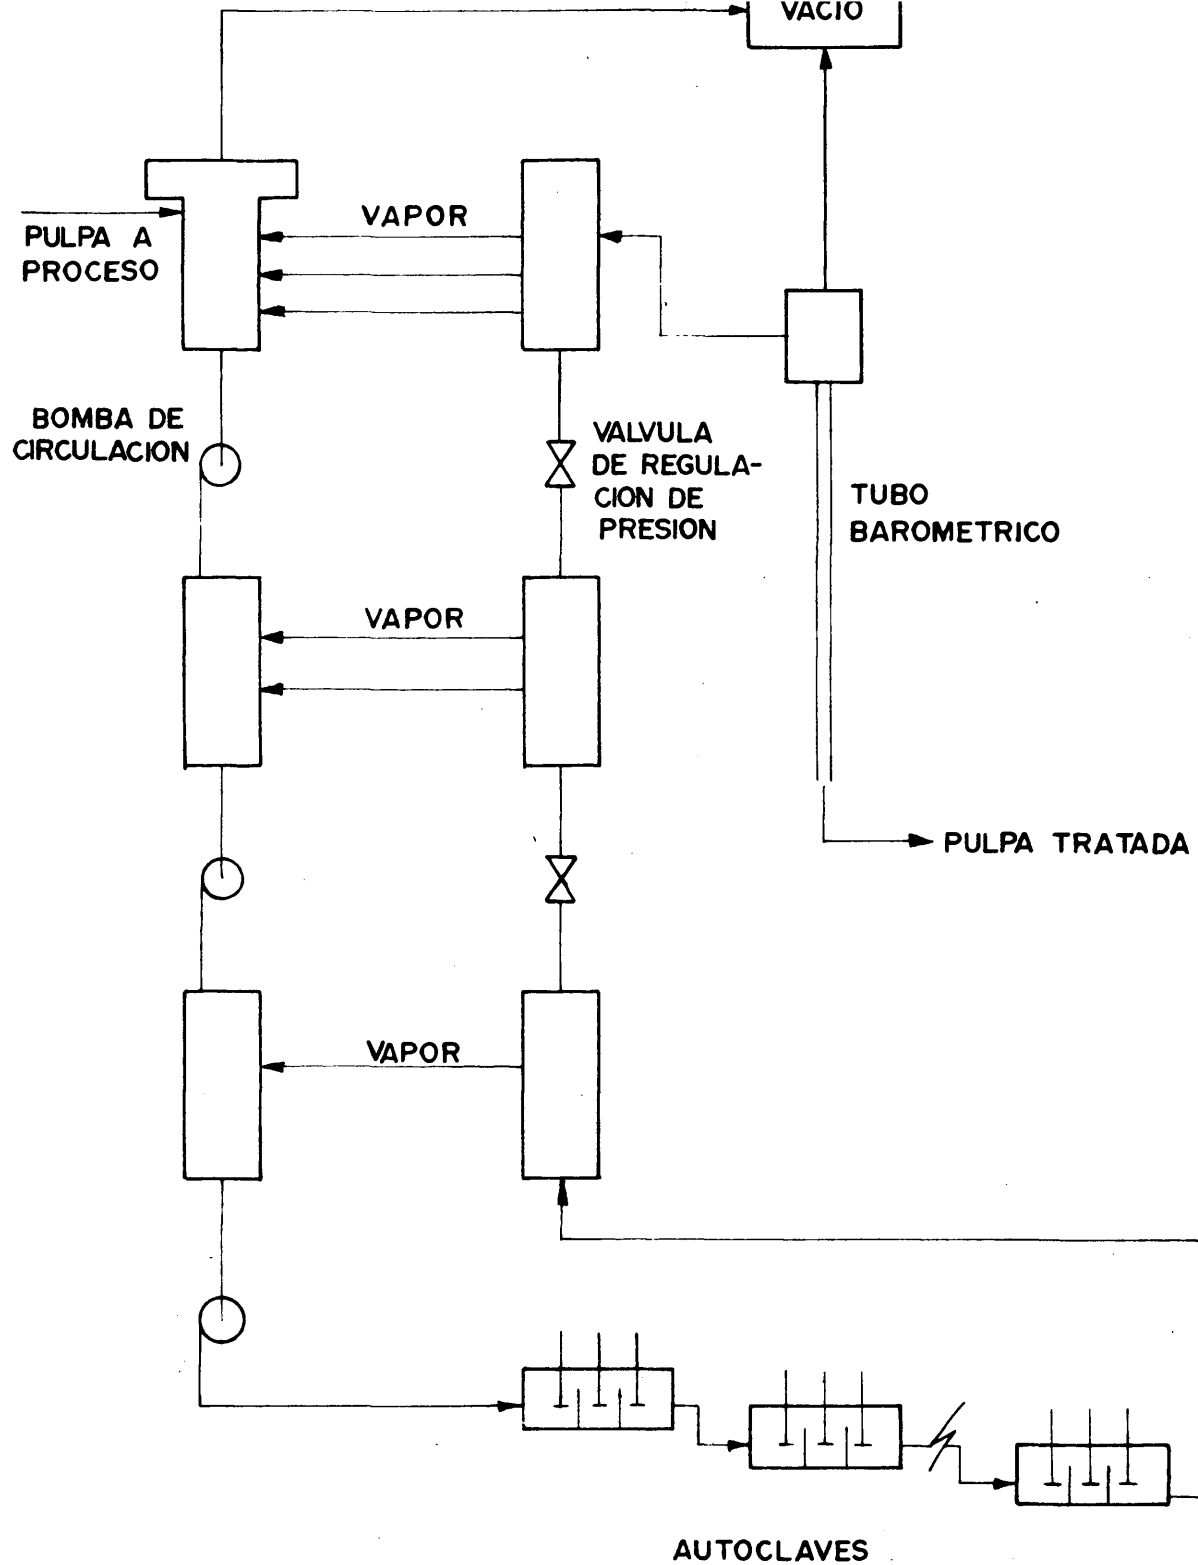 VACIO
VAPOR
PULPA A
PROCESO
BOMBA DE
CIRCULACION
VALVULA
DE REGULA-
CION DE
PRESION
TUBO
BAROMETRICO
VAPOR
PULPA TRATADA
VAPOR
AUTOCLAVES